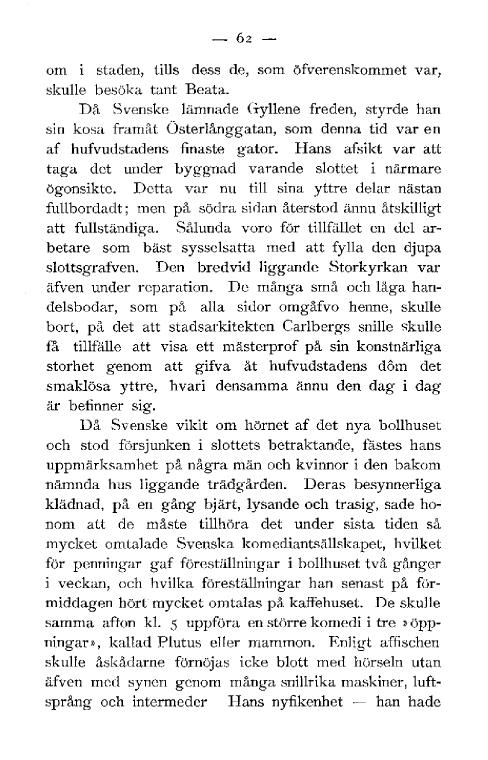 — 62 —
om i staden, tills dess de, som öfverenskommet var,
skulle besöka tant Beata.
Då Svenske lämnade Gyllene freden, styrde han
sin kosa framåt Österlånggatan, som denna tid var en
af hufvudstadens finaste gator. Hans afsikt var att
taga det under byggnad varande slottet i närmare
ögonsikte. Detta var nu till sina yttre delar nästan
fullbordadt; men på södra sidan återstod ännu åtskilligt
att fullständiga. Sålunda voro för tillfället en del ar-
betare som bäst sysselsatta med att fylla den djupa
slottsgrafven. Den bredvid liggande Storkyrkan var
äfven under reparation. De många små och låga han-
delsbodar, som på alla sidor omgåfvo henne, skulle
bort, på det att stadsarkitekten Carlbergs snille skulle
få tillfälle att visa ett mästerprof på sin konstnärliga
storhet genom att gifva åt hufvudstadens dôm det
smaklösa yttre, hvari densamma ännu den dag i dag
är befinner sig.
Då Svenske vikit om hörnet af det nya bollhuset
och stod försjunken i slottets betraktande, fästes hans
uppmärksamhet på några män och kvinnor i den bakom
nämnda hus liggande trädgården. Deras besynnerliga
klädnad, på en gång bjärt, lysande och trasig, sade ho-
nom att de måste tillhöra det under sista tiden så
mycket omtalade Svenska komediantsällskapet, hvilket
för penningar gaf föreställningar i bollhuset två gånger
i veckan, och hvilka föreställningar han senast på för-
middagen hört mycket omtalas på kaffehuset. De skulle
samma afton kl. 5 uppföra en större komedi i tre »öpp-
ningar», kallad Plutus eller mammon. Enligt affischen
skulle åskådarne förnöjas icke blott med hörseln utan
äfven med synen genom många snillrika maskiner, luft-
språng och intermeder Hans nyfikenhet — han hade